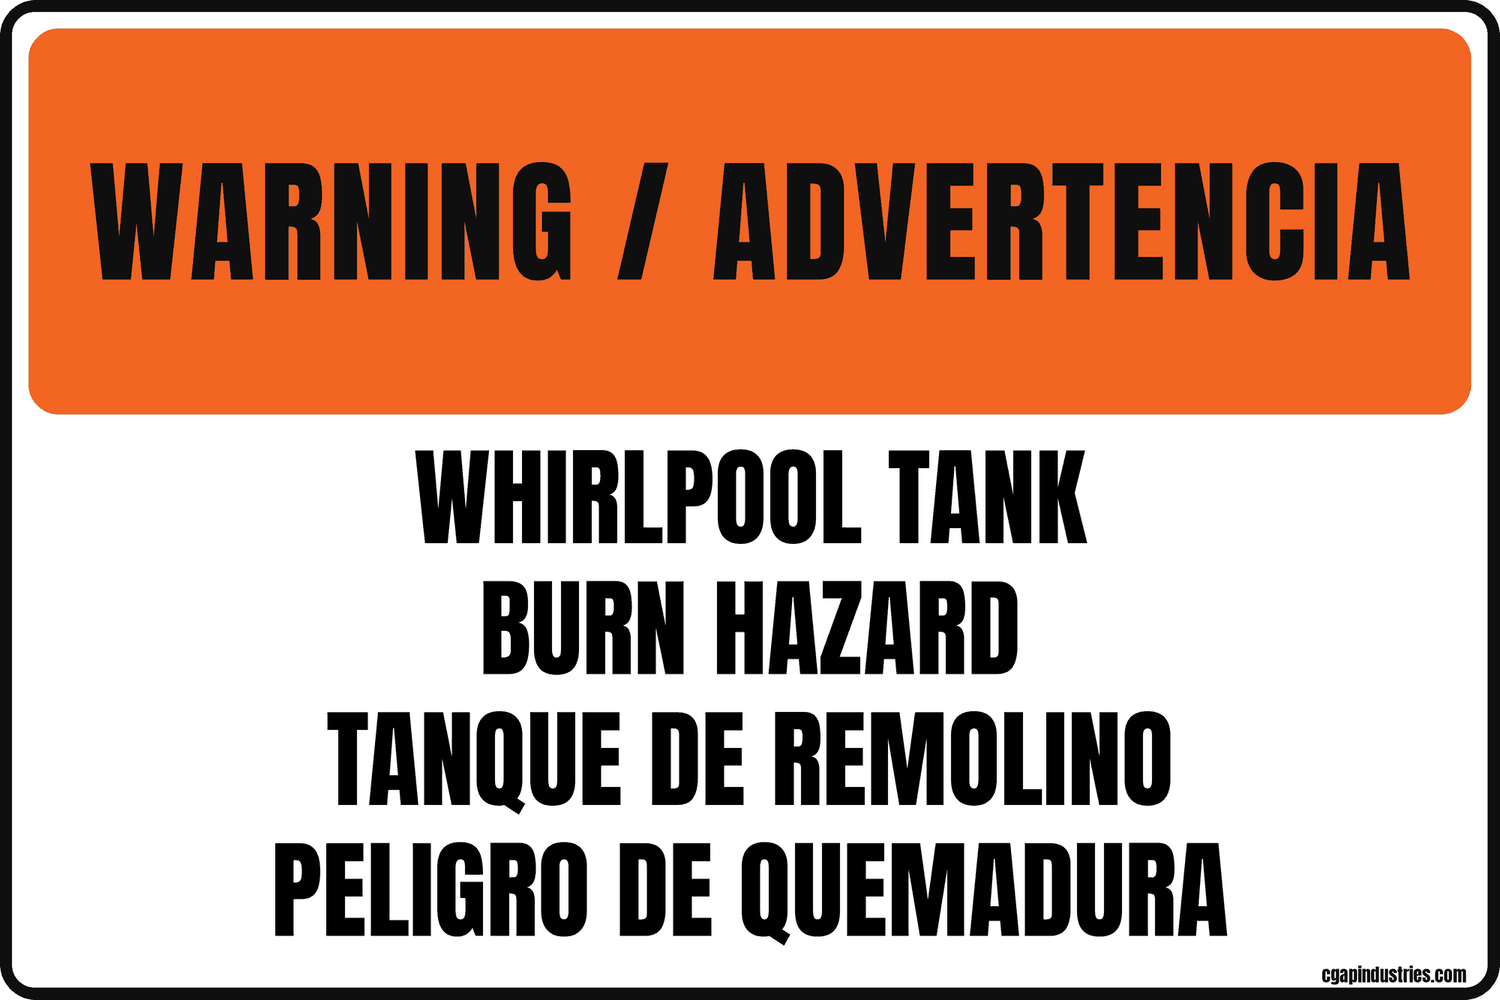 WARNING / ADVERTENCIA
WHIRLPOOL TANK
BURN HAZARD
TANQUE DE REMOLINO
PELIGRO DE QUEMADURA
cgapindustries.com